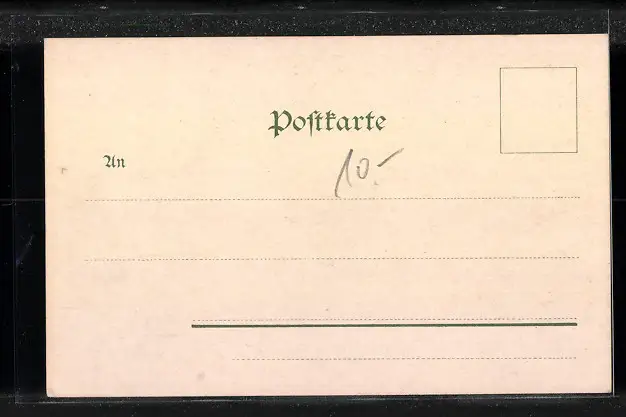 Postkarte
An
10.-